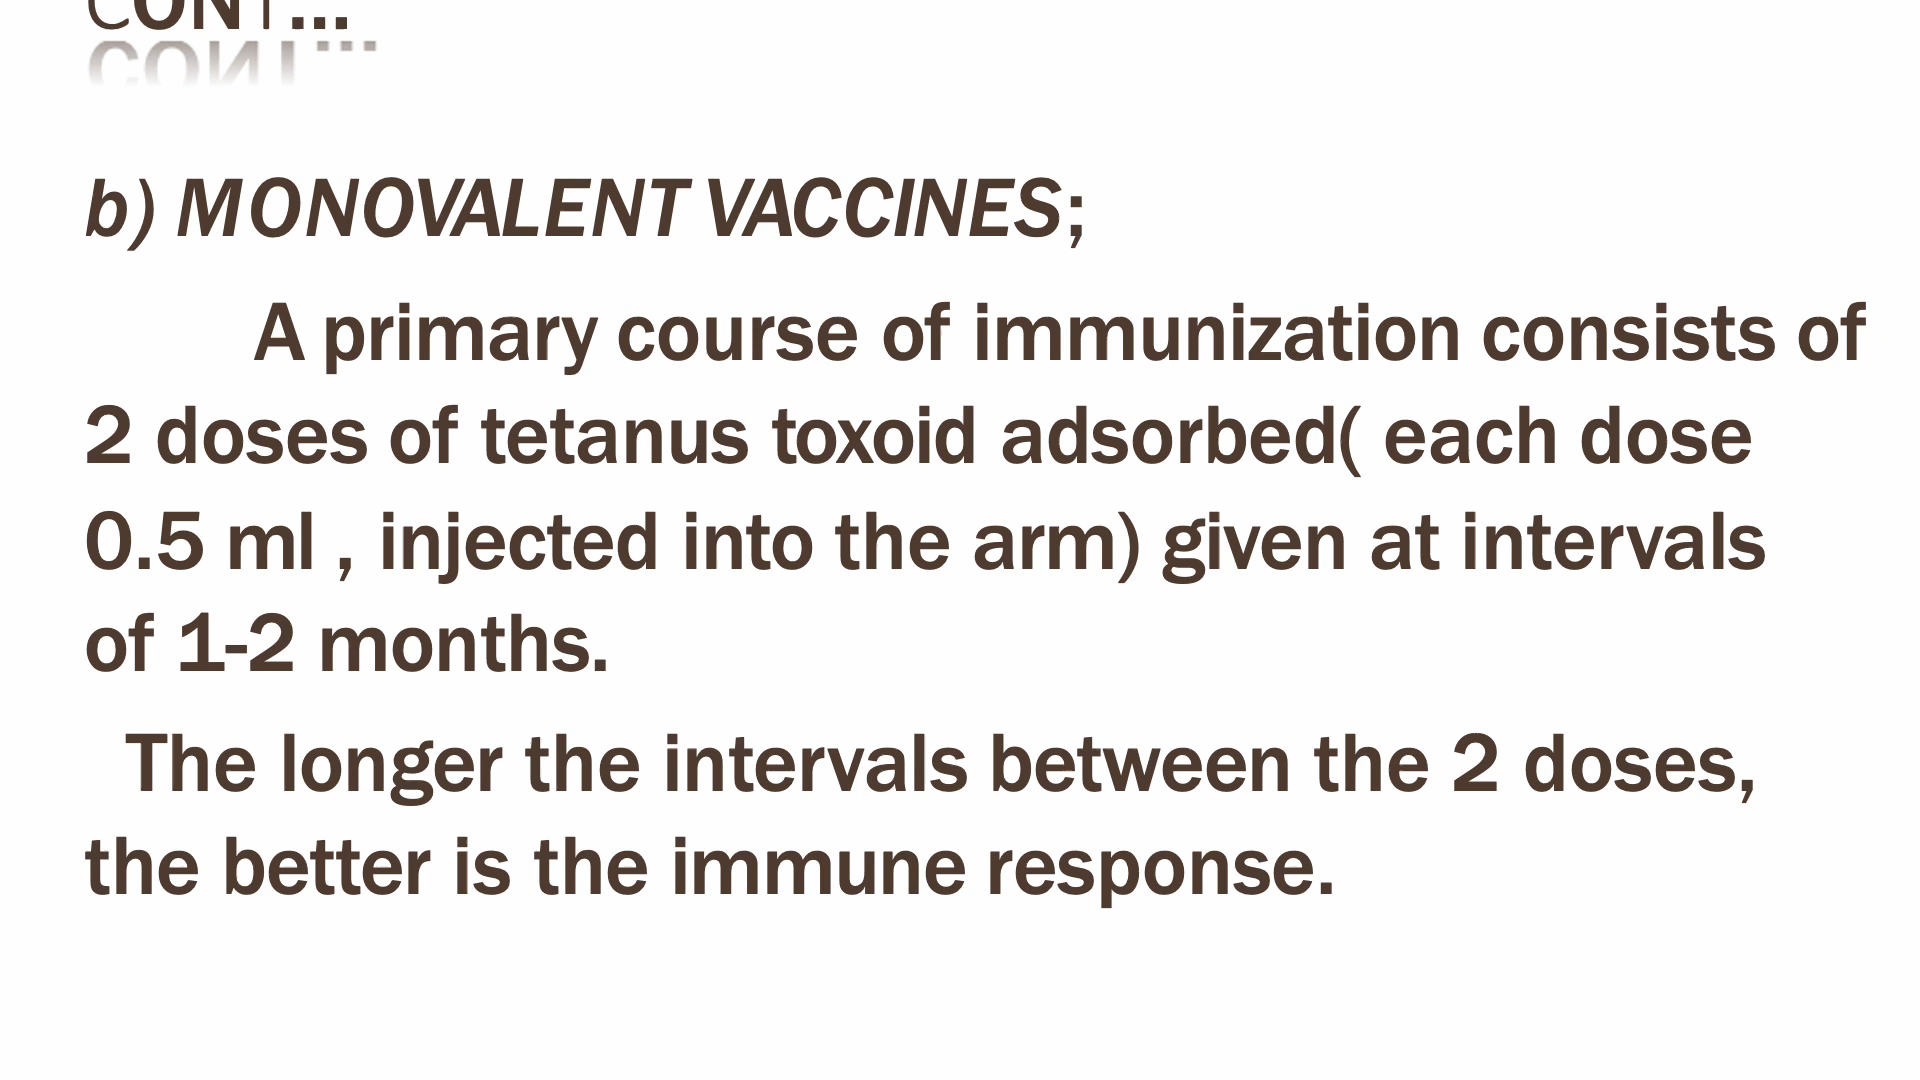 CONT...
b) MONOVALENT VACCINES;
A primary course of immunization consists of
2 doses of tetanus toxoid adsorbed( each dose
0.5 ml , injected into the arm) given at intervals
of 1-2 months.
The longer the intervals between the 2 doses,
the better is the immune response.